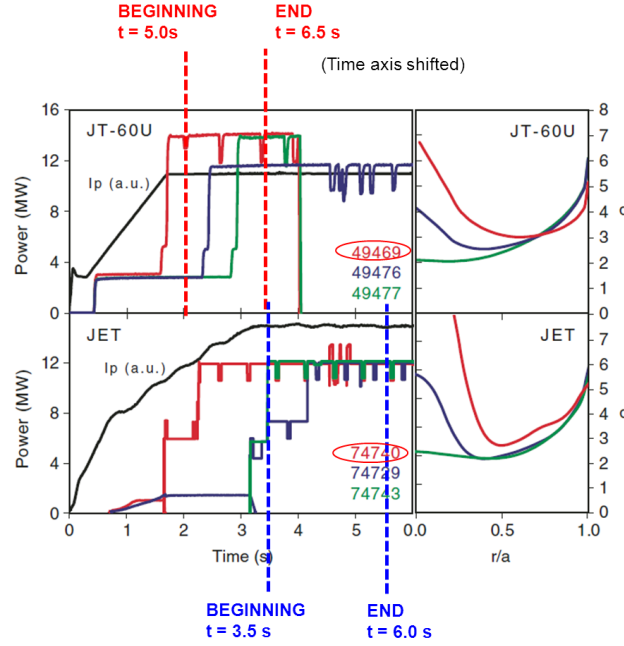 BEGINNING
t = 5.0s
END
t = 6.5 s
(Time axis shifted)
16
12
8
4
0
Power (MW)
JT-60U
Ip (a.u.)
49469
49476
49477
JT-60U
8
7
6
5
4
3
2
1
0
JET
Ip (a.u.)
12
8
4
0
Power (MW)
74740
74729
74743
JET
7
6
5
4
3
2
1
0
0
1
2
3
4
5
Time (s)
0
0.5
1.0
r/a
BEGINNING
t = 3.5 s
END
t = 6.0 s